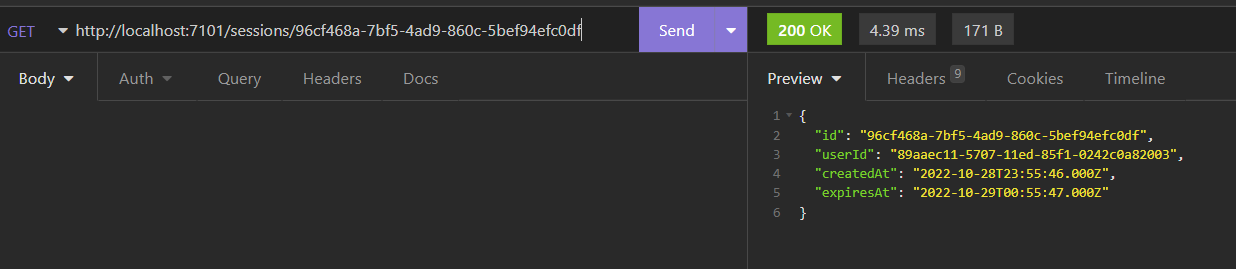 GET http://localhost:7101/sessions/96cf468a-7bf5-4ad9-860c-5bef94efc0df Send 200 OK 4.39 ms 171 B
Body Auth Query Headers Docs Preview Headers 9 Cookies Timeline
1 {
2 "id": "96cf468a-7bf5-4ad9-860c-5bef94efc0df",
3 "userId": "89aaec11-5707-11ed-85f1-0242c0a82003",
4 "createdAt": "2022-10-28T23:55:46.000Z",
5 "expiresAt": "2022-10-29T00:55:47.000Z"
6 }